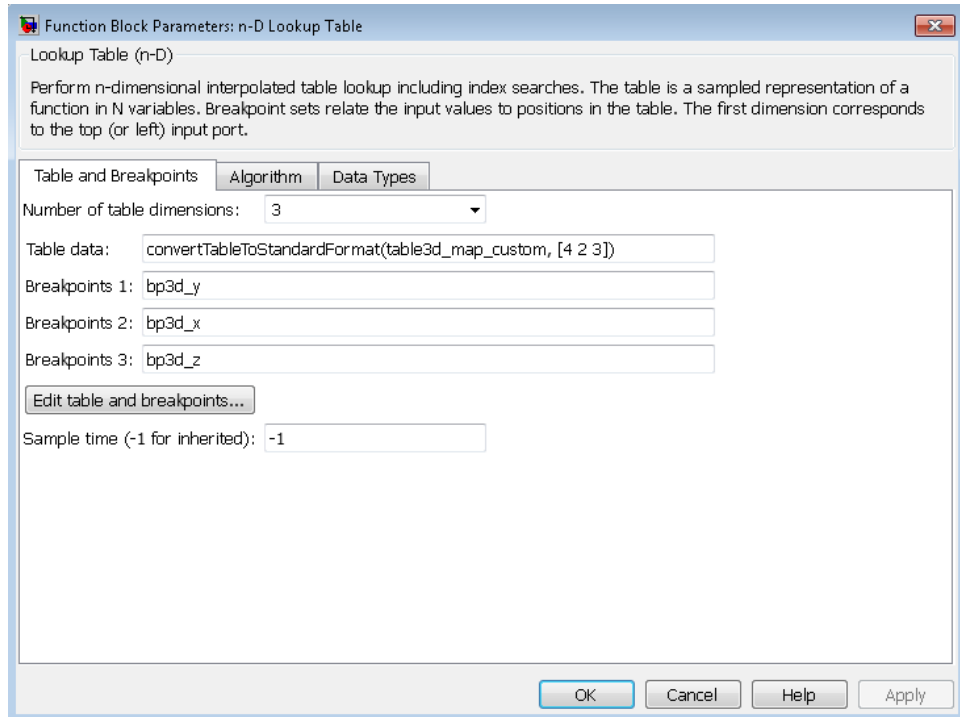 Function Block Parameters: n-D Lookup Table
Lookup Table (n-D)
Perform n-dimensional interpolated table lookup including index searches. The table is a sampled representation of a
function in N variables. Breakpoint sets relate the input values to positions in the table. The first dimension corresponds
to the top (or left) input port.
Table and Breakpoints Algorithm Data Types
Number of table dimensions: 3
Table data: convertTableToStandardFormat(table3d_map_custom, [4 2 3])
Breakpoints 1: bp3d_y
Breakpoints 2: bp3d_x
Breakpoints 3: bp3d_z
Edit table and breakpoints...
Sample time (-1 for inherited): -1
OK Cancel Help Apply